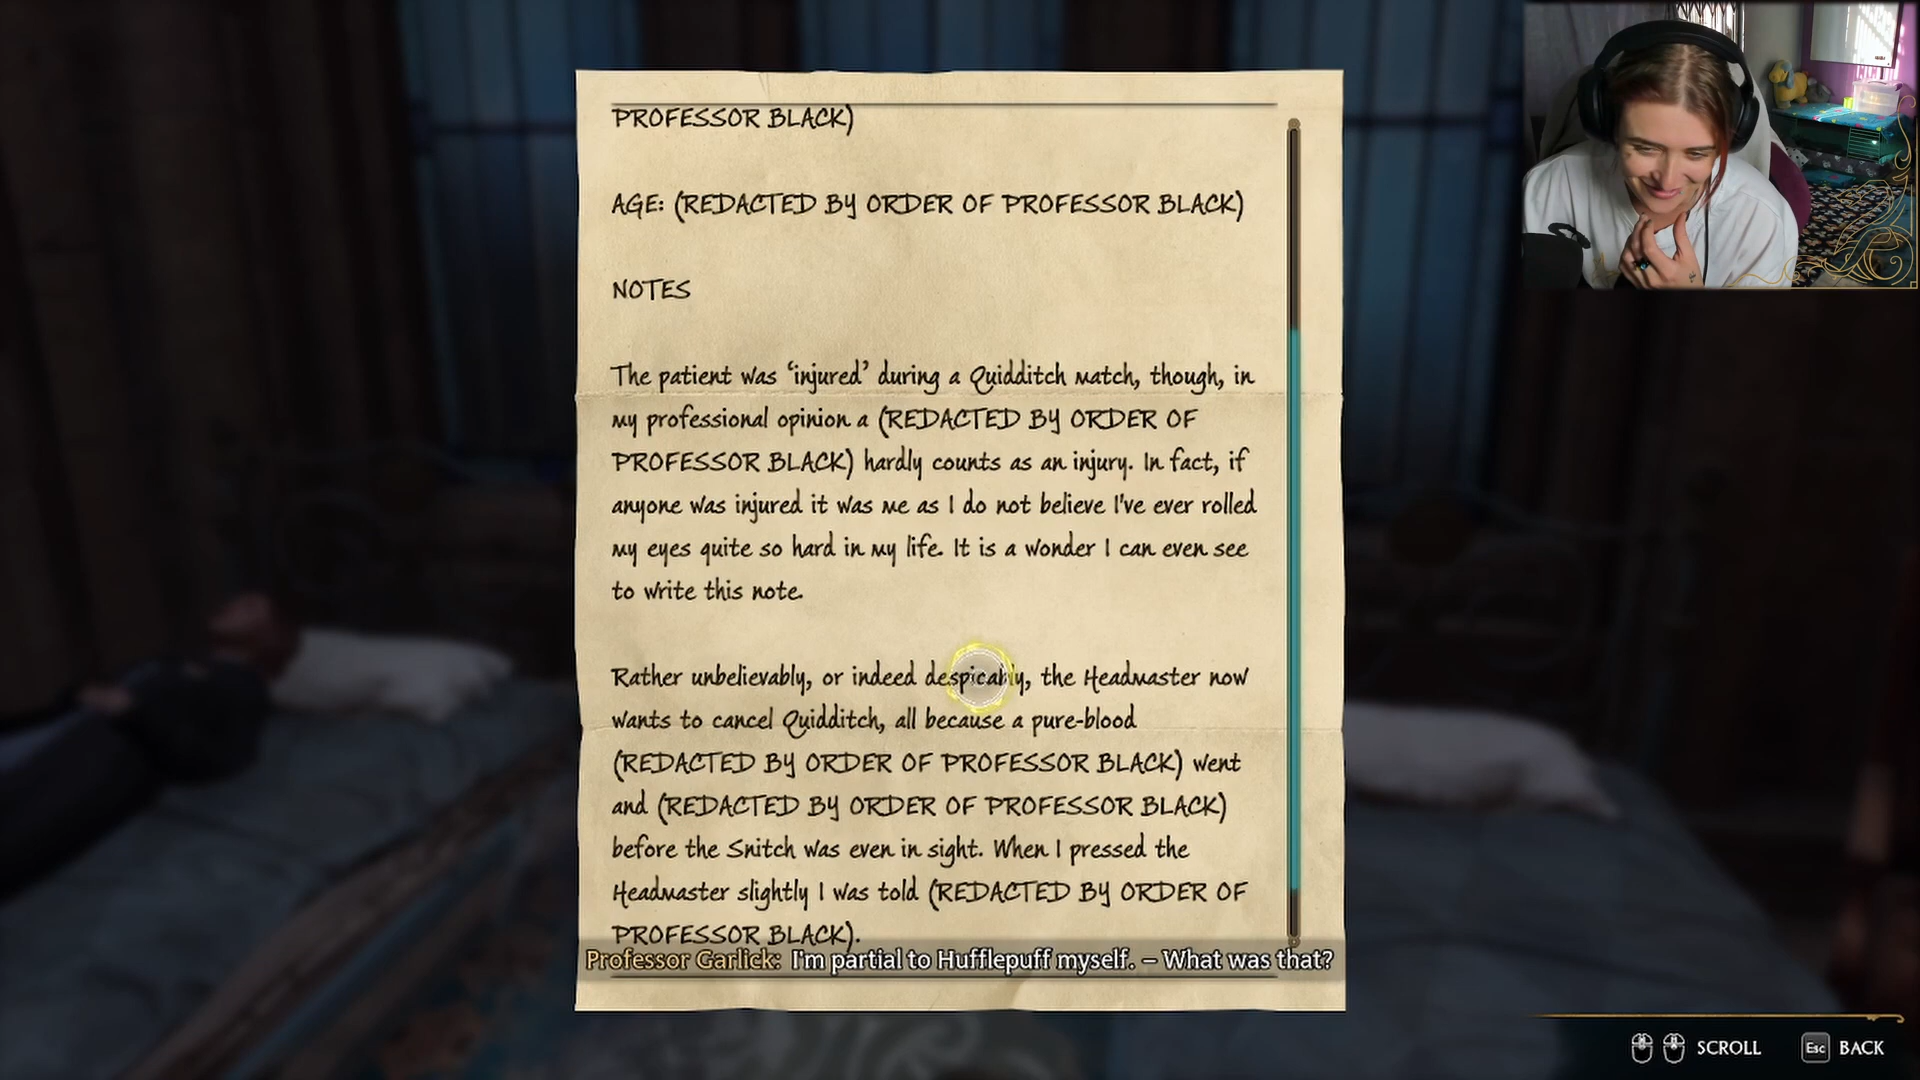 PROFESSOR BLACK)
AGE: (REDACTED BY ORDER OF PROFESSOR BLACK)
NOTES
The patient was ‘injured’ during a Quidditch match, though, in
my professional opinion a (REDACTED BY ORDER OF
PROFESSOR BLACK) hardly counts as an injury. In fact, if
anyone was injured it was me as I do not believe I've ever rolled
my eyes quite so hard in my life. It is a wonder I can even see
to write this note.
Rather unbelievably, or indeed despicably, the Headmaster now
wants to cancel Quidditch, all because a pure-blood
(REDACTED BY ORDER OF PROFESSOR BLACK) went
and (REDACTED BY ORDER OF PROFESSOR BLACK)
before the Snitch was even in sight. When I pressed the
Headmaster slightly I was told (REDACTED BY ORDER OF
PROFESSOR BLACK).
Professor Garlick: I'm partial to Hufflepuff myself. – What was that?
SCROLL
Esc BACK